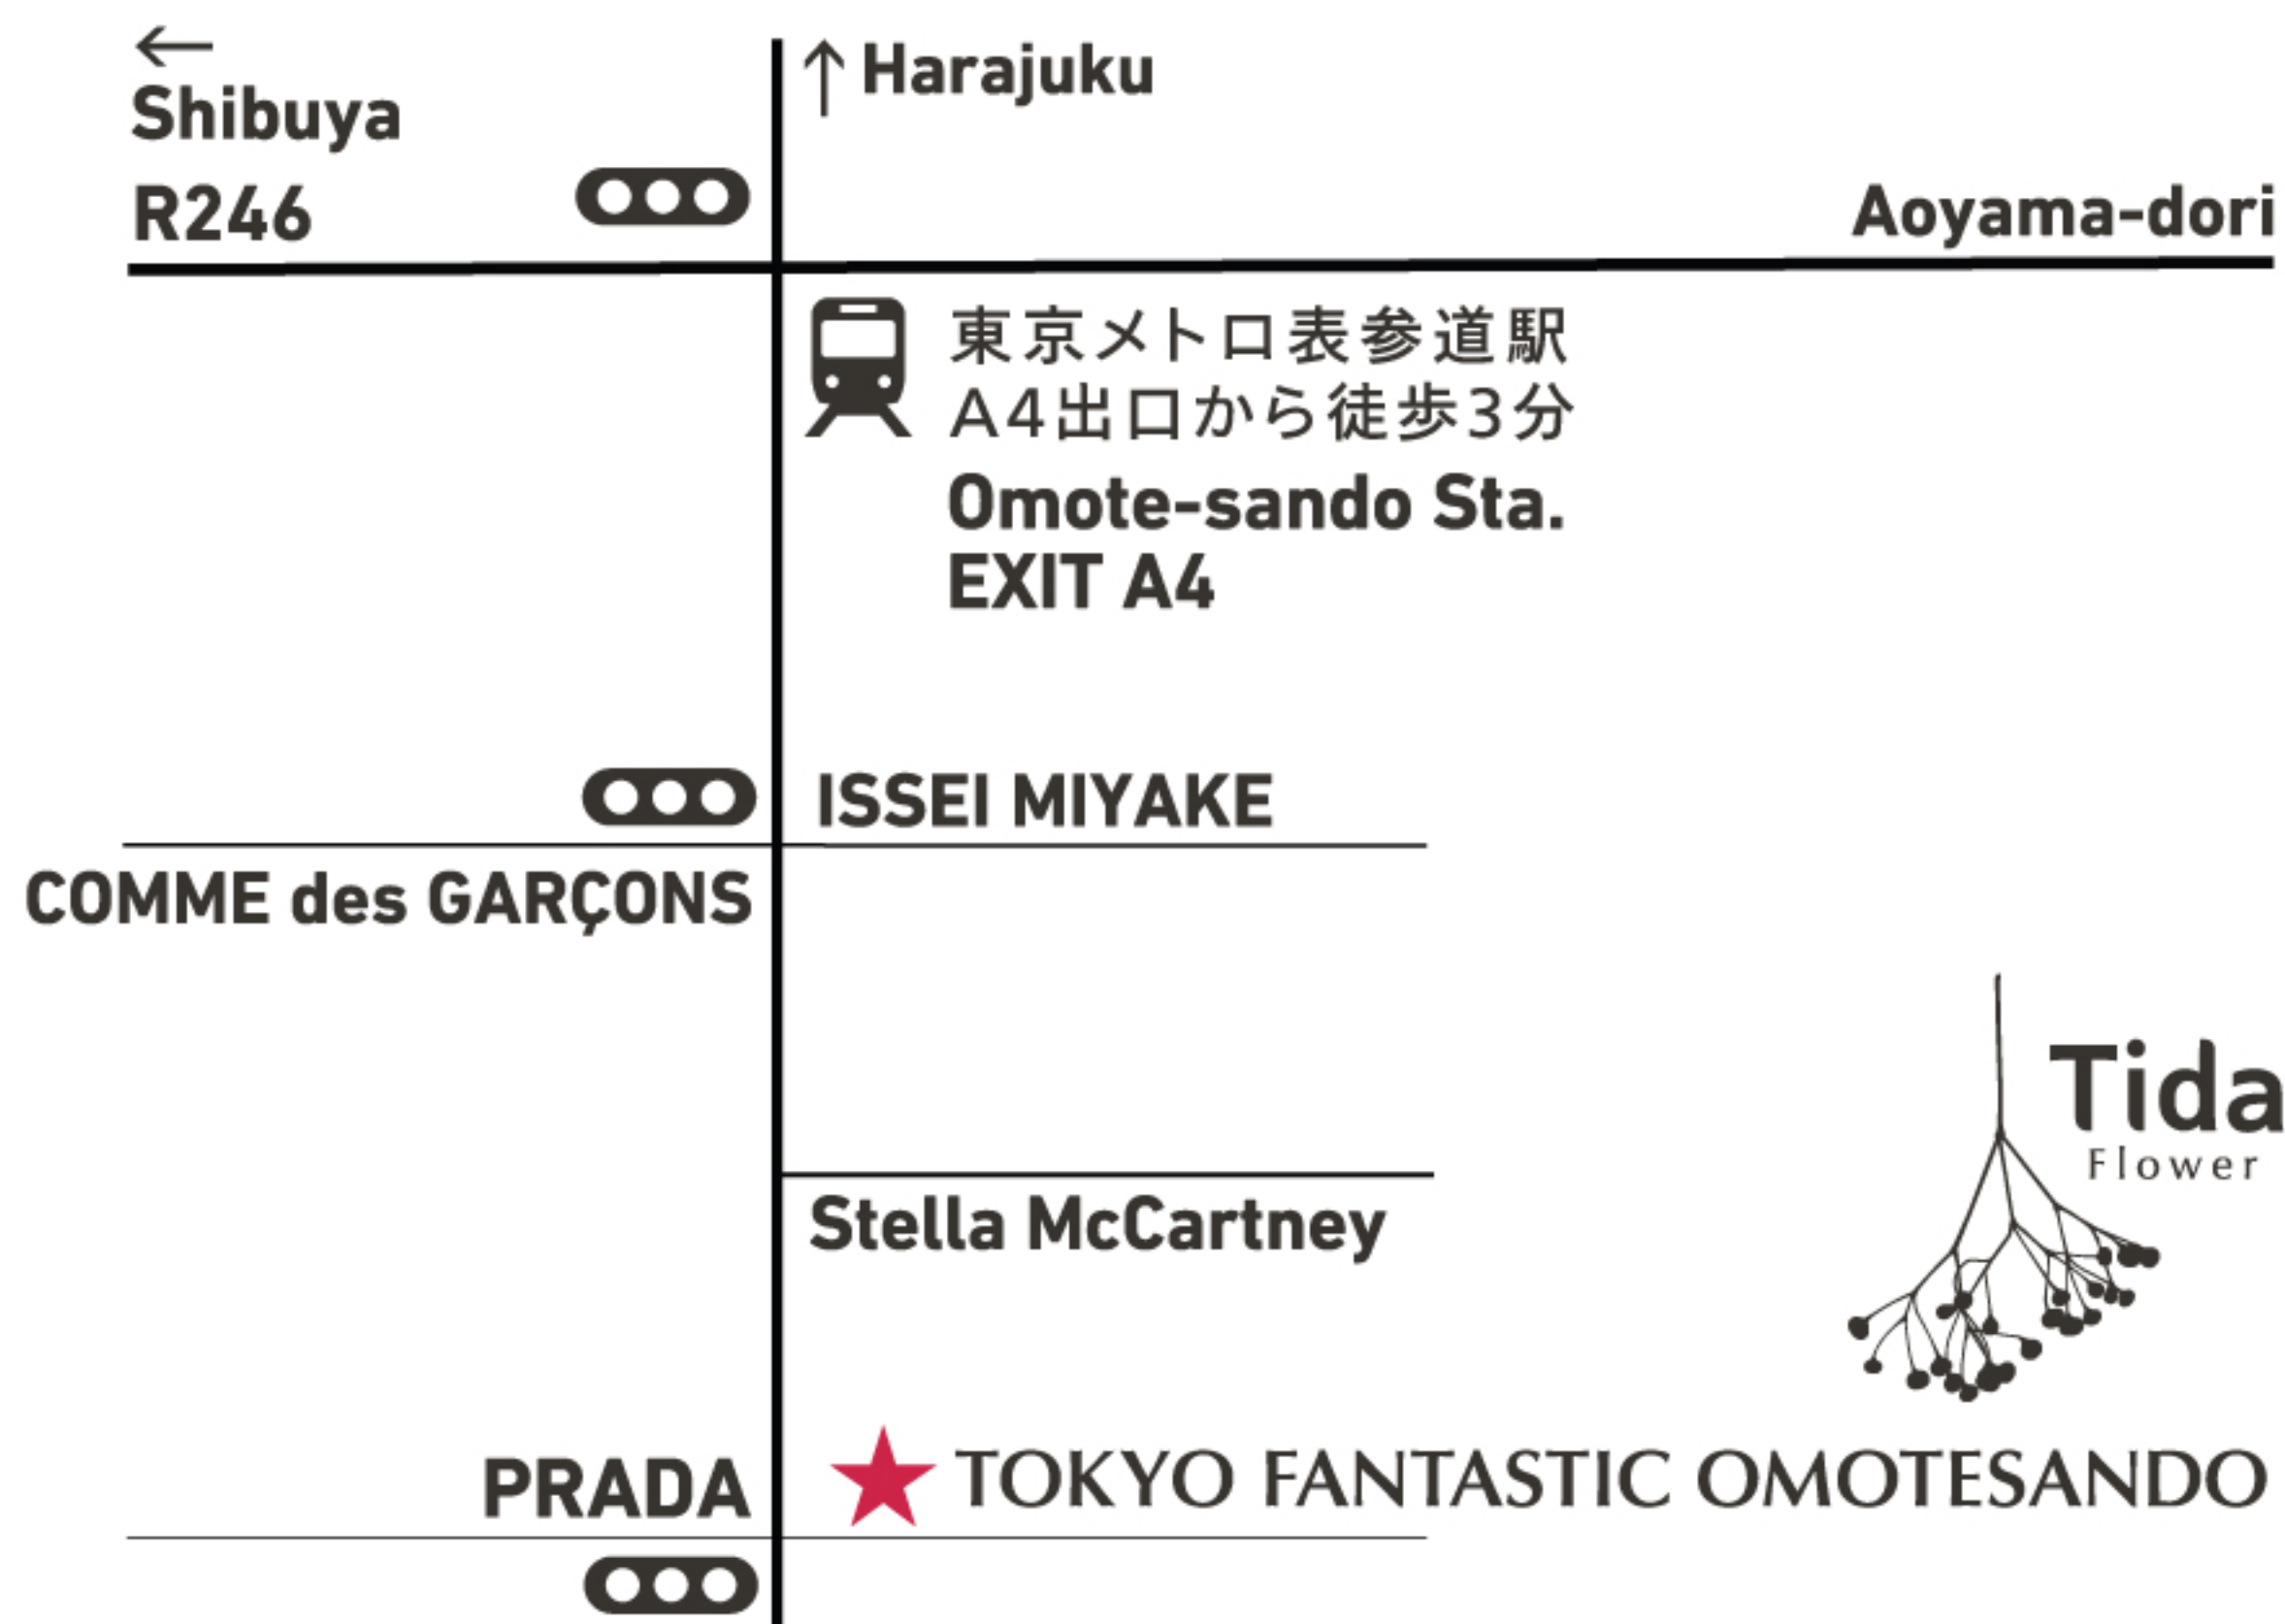 Shibuya
Harajuku
R246
Aoyama-dori
東京メトロ表参道駅
A4出口から徒歩3分
Omote-sando Sta.
EXIT A4
ISSEI MIYAKE
COMME des GARÇONS
Tida
Flower
Stella McCartney
PRADA
TOKYO FANTASTIC OMOTESANDO